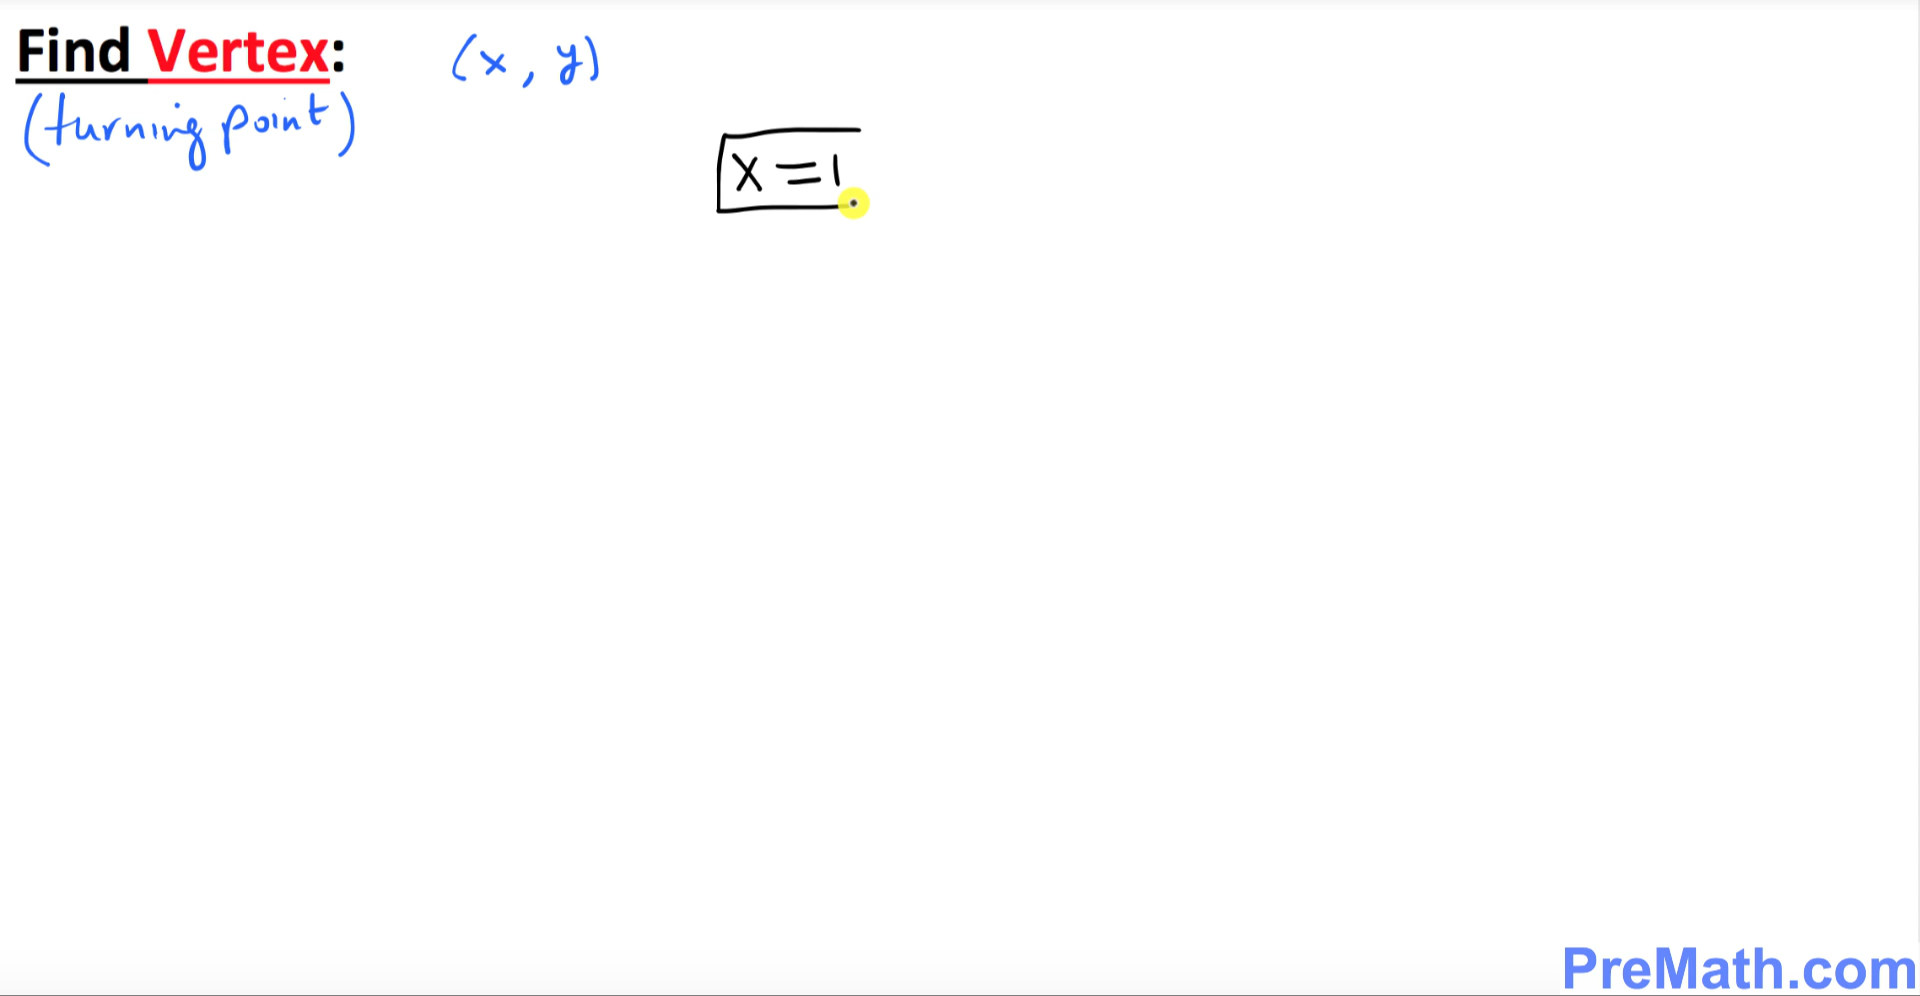 Find Vertex: (x, y)
(turning point)
x = 1
PreMath.com